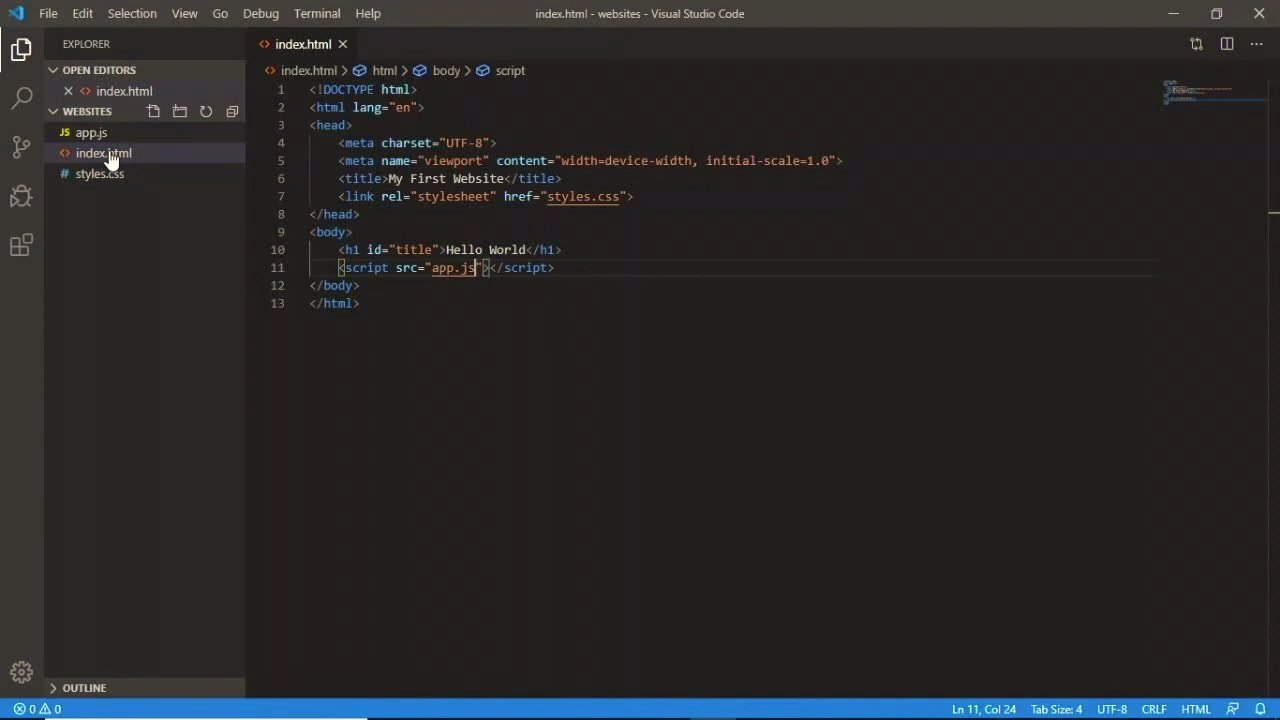 File Edit Selection View Go Debug Terminal Help
index.html - websites - Visual Studio Code
EXPLORER
OPEN EDITORS
index.html
WEBSITES
JS app.js
index.html
# styles.css
OUTLINE
index.html
index.html > html > body > script
1 <!DOCTYPE html>
2 <html lang="en">
3 <head>
4 <meta charset="UTF-8">
5 <meta name="viewport" content="width=device-width, initial-scale=1.0">
6 <title>My First Website</title>
7 <link rel="stylesheet" href="styles.css">
8 </head>
9 <body>
10 <h1 id="title">Hello World</h1>
11 <script src="app.js"></script>
12 </body>
13 </html>
0 0 Ln 11, Col 24 Tab Size: 4 UTF-8 CRLF HTML